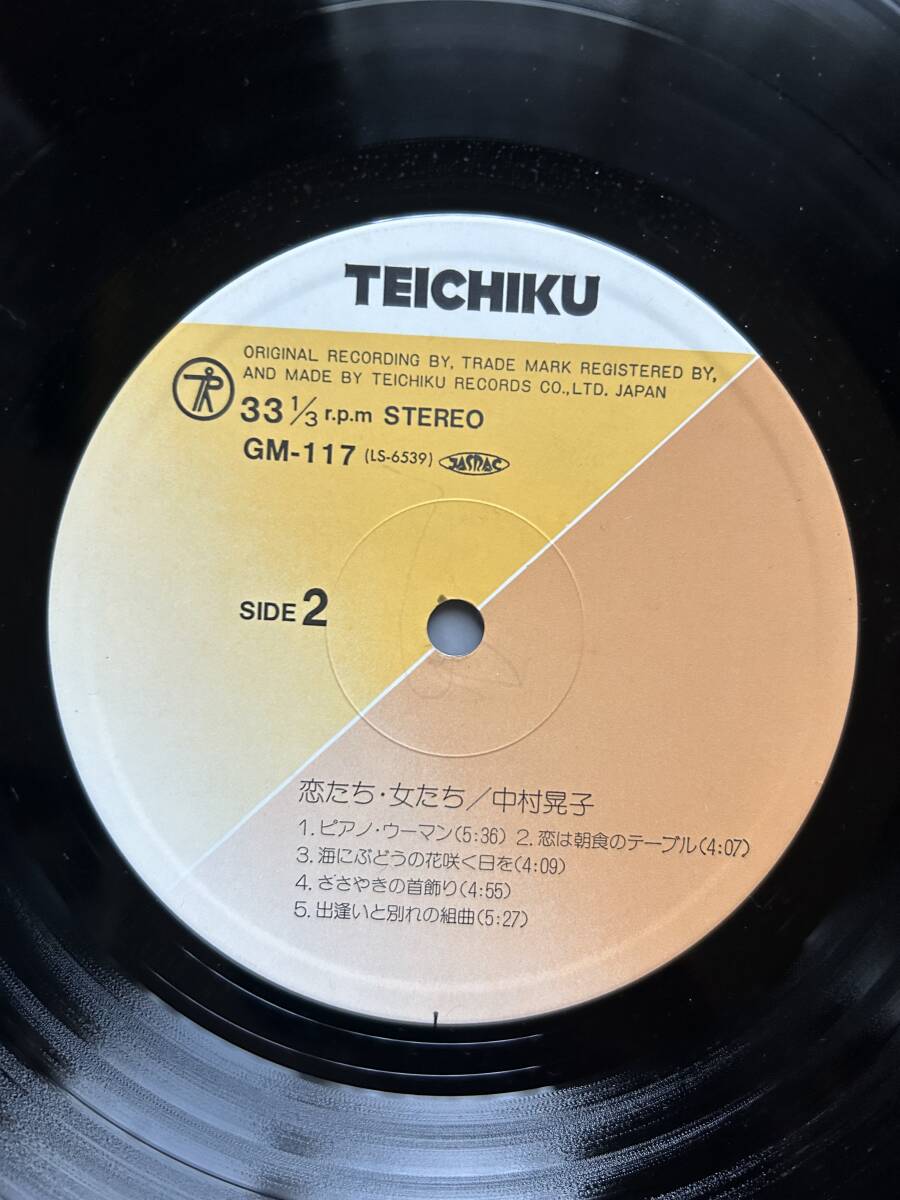 TEICHIKU
ORIGINAL RECORDING BY, TRADE MARK REGISTERED BY,
AND MADE BY TEICHIKU RECORDS CO.,LTD. JAPAN
33 1/3 r.p.m STEREO
GM-117 (LS-6539) JASRAC
SIDE 2
恋たち・女たち/中村晃子
1. ピアノ・ウーマン(5:36) 2. 恋は朝食のテーブル(4:07)
3. 海にぶどうの花咲く日を(4:09)
4. ささやきの首飾り(4:55)
5. 出逢いと別れの組曲(5:27)